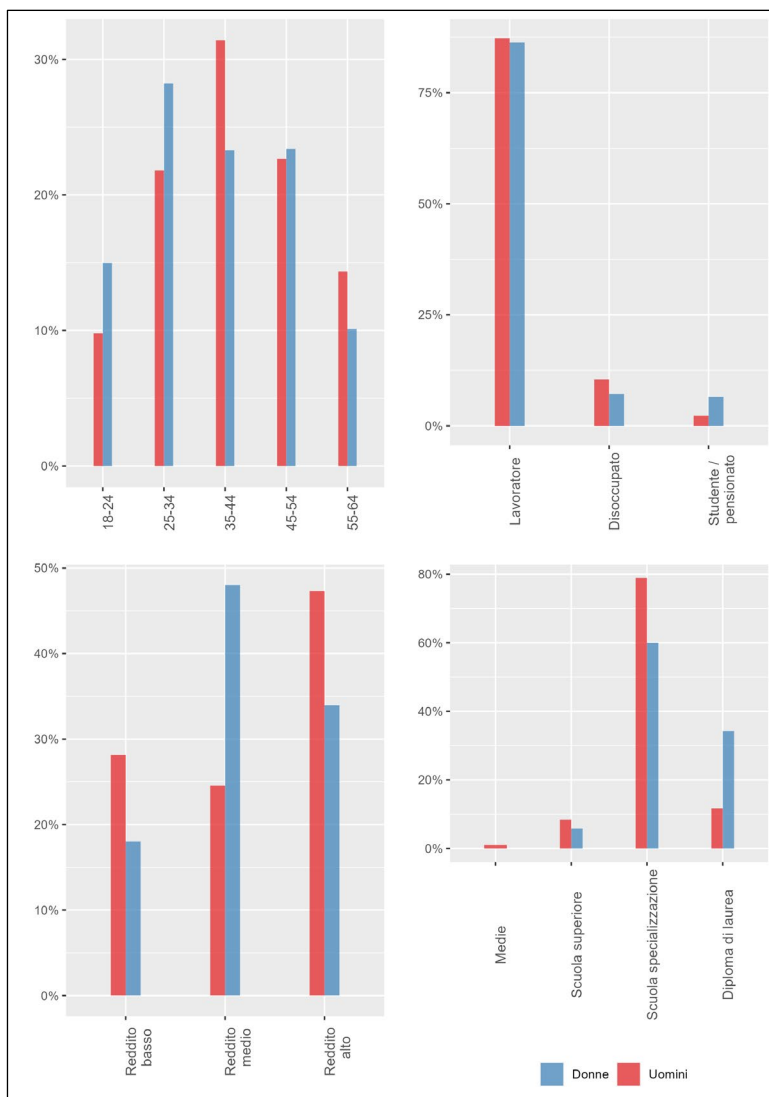 30%
20%
10%
0%
18-24
25-34
35-44
45-54
55-64
75%
50%
25%
0%
Lavoratore
Disoccupato
Studente /
pensionato
50%
40%
30%
20%
10%
0%
Reddito
basso
Reddito
medio
Reddito
alto
80%
60%
40%
20%
0%
Medie
Scuola superiore
Scuola specializzazione
Diploma di laurea
Donne
Uomini